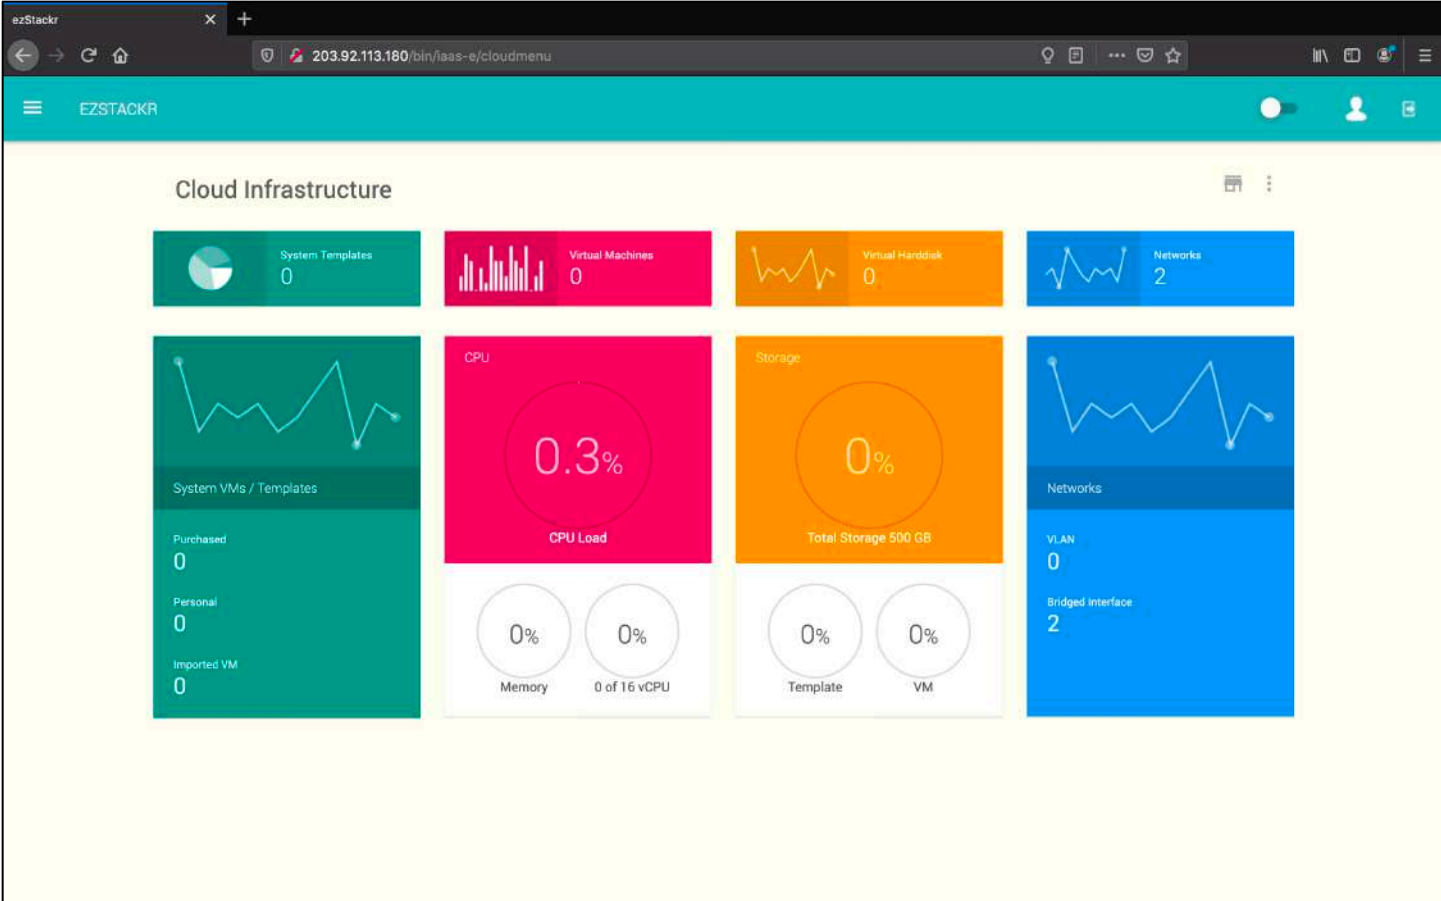 ezStackr
203.92.113.180/bin/iaas-e/cloudmenu
EZSTACKR
Cloud Infrastructure
System Templates
0
Virtual Machines
0
Virtual Harddisk
0
Networks
2
System VMs / Templates
Purchased
0
Personal
0
Imported VM
0
CPU
0.3%
CPU Load
0%
Memory
0%
0 of 16 vCPU
Storage
0%
Total Storage 500 GB
0%
Template
0%
VM
Networks
VLAN
0
Bridged Interface
2